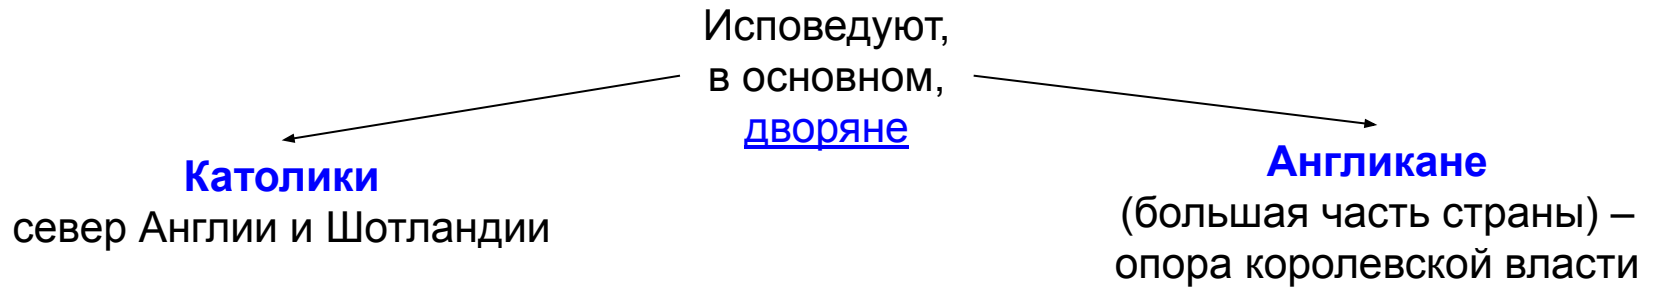 Исповедуют,
в основном,
дворяне
Католики
север Англии и Шотландии
Англикане
(большая часть страны) –
опора королевской власти